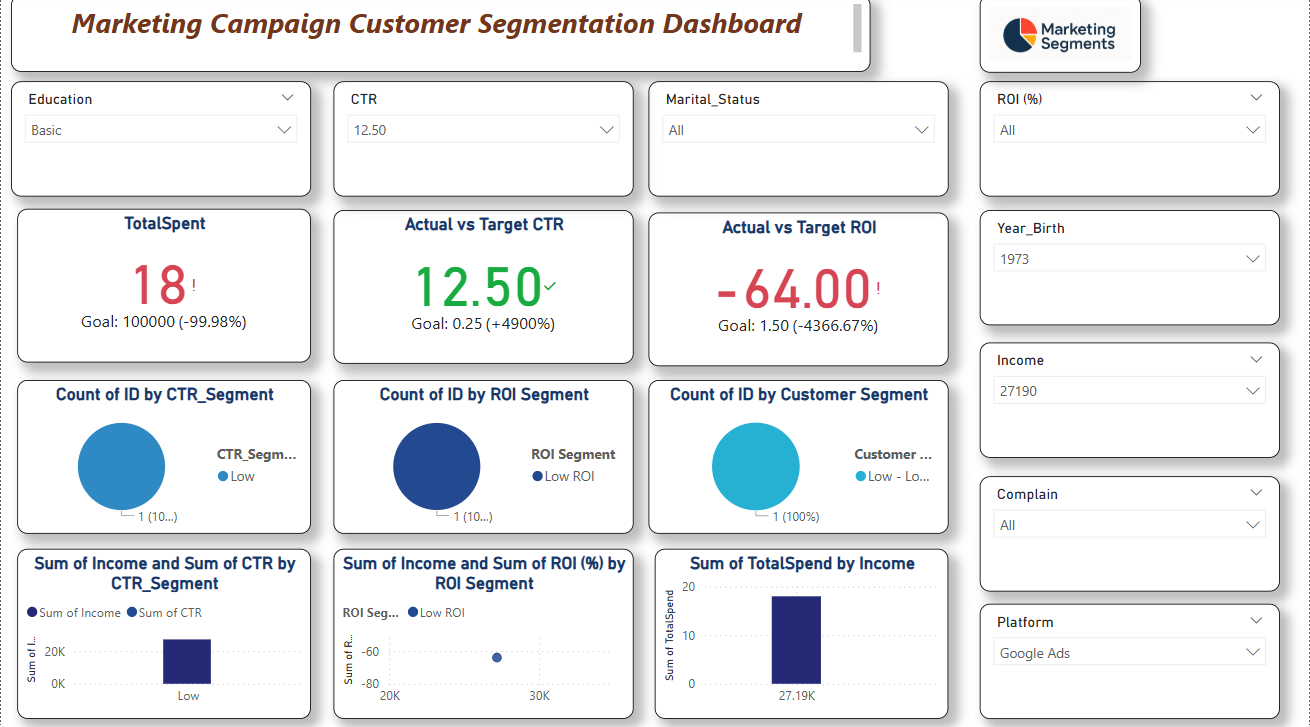 Marketing Campaign Customer Segmentation Dashboard
Marketing
Segments
Education
Basic
CTR
12.50
Marital_Status
All
ROI (%)
All
TotalSpent
18!
Goal: 100000 (-99.98%)
Actual vs Target CTR
12.50✓
Goal: 0.25 (+4900%)
Actual vs Target ROI
-64.00!
Goal: 1.50 (-4366.67%)
Year_Birth
1973
Count of ID by CTR_Segment
CTR_Segm...
Low
1 (10...)
Count of ID by ROI Segment
ROI Segment
Low ROI
1 (10...)
Count of ID by Customer Segment
Customer ...
Low - Lo...
1 (100%)
Income
27190
Complain
All
Sum of Income and Sum of CTR by
CTR_Segment
Sum of Income Sum of CTR
Sum of I...
20K
0K
Low
Sum of Income and Sum of ROI (%) by
ROI Segment
ROI Seg... Low ROI
Sum of R...
-60
-80
20K 30K
Sum of TotalSpend by Income
Sum of TotalSpend
20
10
0
27.19K
Platform
Google Ads